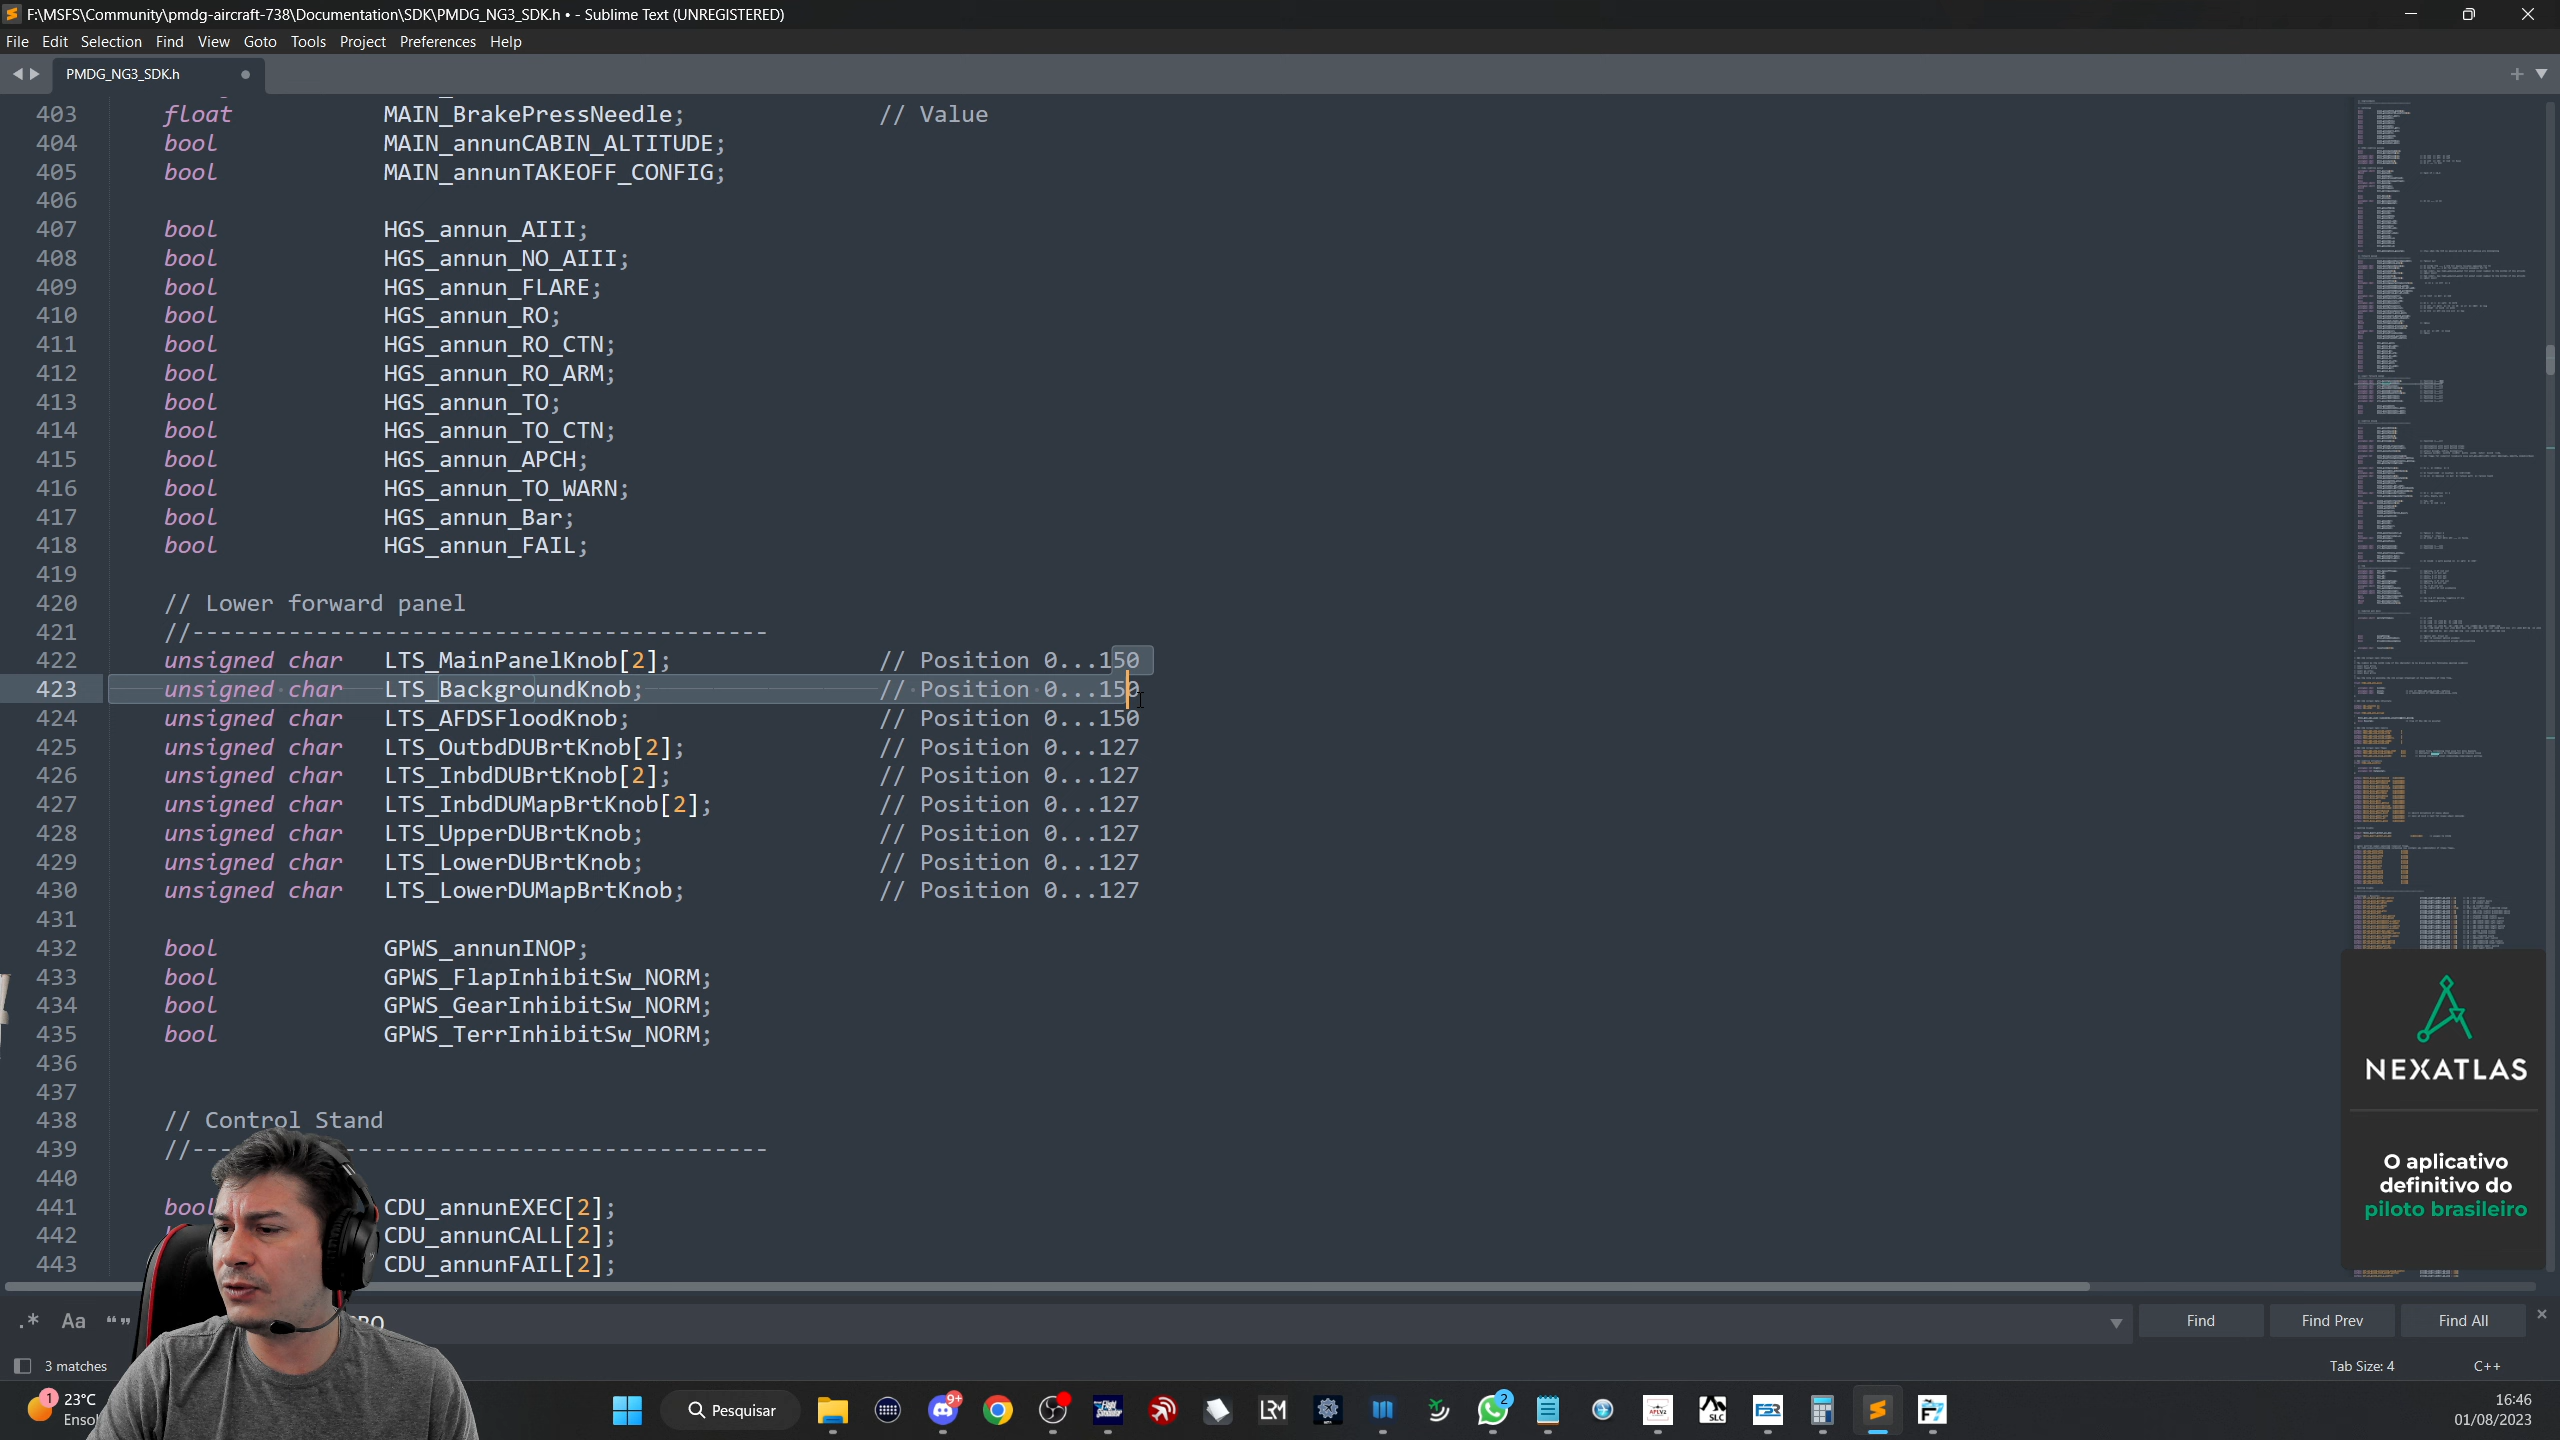 F:\MSFS\Community\pmdg-aircraft-738\Documentation\SDK\PMDG_NG3_SDK.h • - Sublime Text (UNREGISTERED)
File Edit Selection Find View Goto Tools Project Preferences Help
PMDG_NG3_SDK.h
403 float MAIN_BrakePressNeedle; // Value
404 bool MAIN_annunCABIN_ALTITUDE;
405 bool MAIN_annunTAKEOFF_CONFIG;
406
407 bool HGS_annun_AIII;
408 bool HGS_annun_NO_AIII;
409 bool HGS_annun_FLARE;
410 bool HGS_annun_RO;
411 bool HGS_annun_RO_CTN;
412 bool HGS_annun_RO_ARM;
413 bool HGS_annun_TO;
414 bool HGS_annun_TO_CTN;
415 bool HGS_annun_APCH;
416 bool HGS_annun_TO_WARN;
417 bool HGS_annun_Bar;
418 bool HGS_annun_FAIL;
419
420 // Lower forward panel
421 //------------------------------------------
422 unsigned char LTS_MainPanelKnob[2]; // Position 0...150
423 unsigned char LTS_BackgroundKnob; // Position 0...150
424 unsigned char LTS_AFDSFloodKnob; // Position 0...150
425 unsigned char LTS_OutbdDUBrtKnob[2]; // Position 0...127
426 unsigned char LTS_InbdDUBrtKnob[2]; // Position 0...127
427 unsigned char LTS_InbdDUMapBrtKnob[2]; // Position 0...127
428 unsigned char LTS_UpperDUBrtKnob; // Position 0...127
429 unsigned char LTS_LowerDUBrtKnob; // Position 0...127
430 unsigned char LTS_LowerDUMapBrtKnob; // Position 0...127
431
432 bool GPWS_annunINOP;
433 bool GPWS_FlapInhibitSw_NORM;
434 bool GPWS_GearInhibitSw_NORM;
435 bool GPWS_TerrInhibitSw_NORM;
436
437
438 // Control Stand
439 //------------------------------------------
440
441 bool CDU_annunEXEC[2];
442 CDU_annunCALL[2];
443 CDU_annunFAIL[2];
NEXATLAS
O aplicativo
definitivo do
piloto brasileiro
.* Aa “” Find Find Prev Find All
3 matches Tab Size: 4 C++
1 23°C
Pesquisar 9+ LRM 2 SLC FSR
16:46
01/08/2023